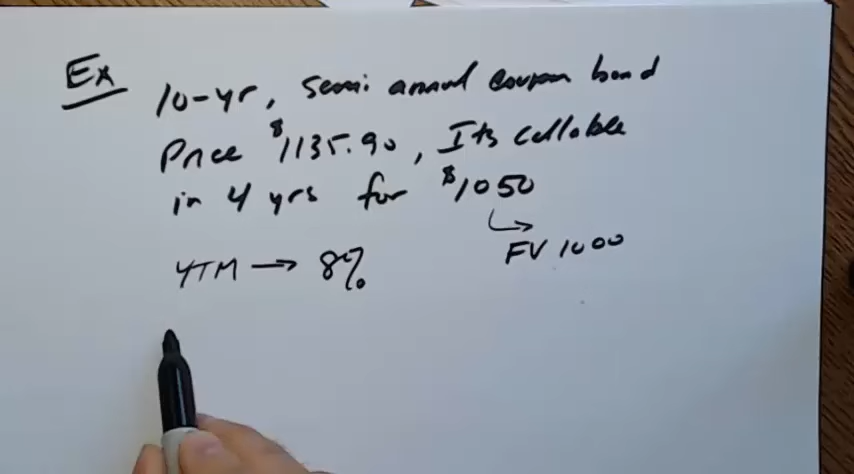 Ex
10-yr, Semi annual coupon bond
Price $1135.90, Its callable
in 4 yrs for $1050
FV 1000
YTM → 8%